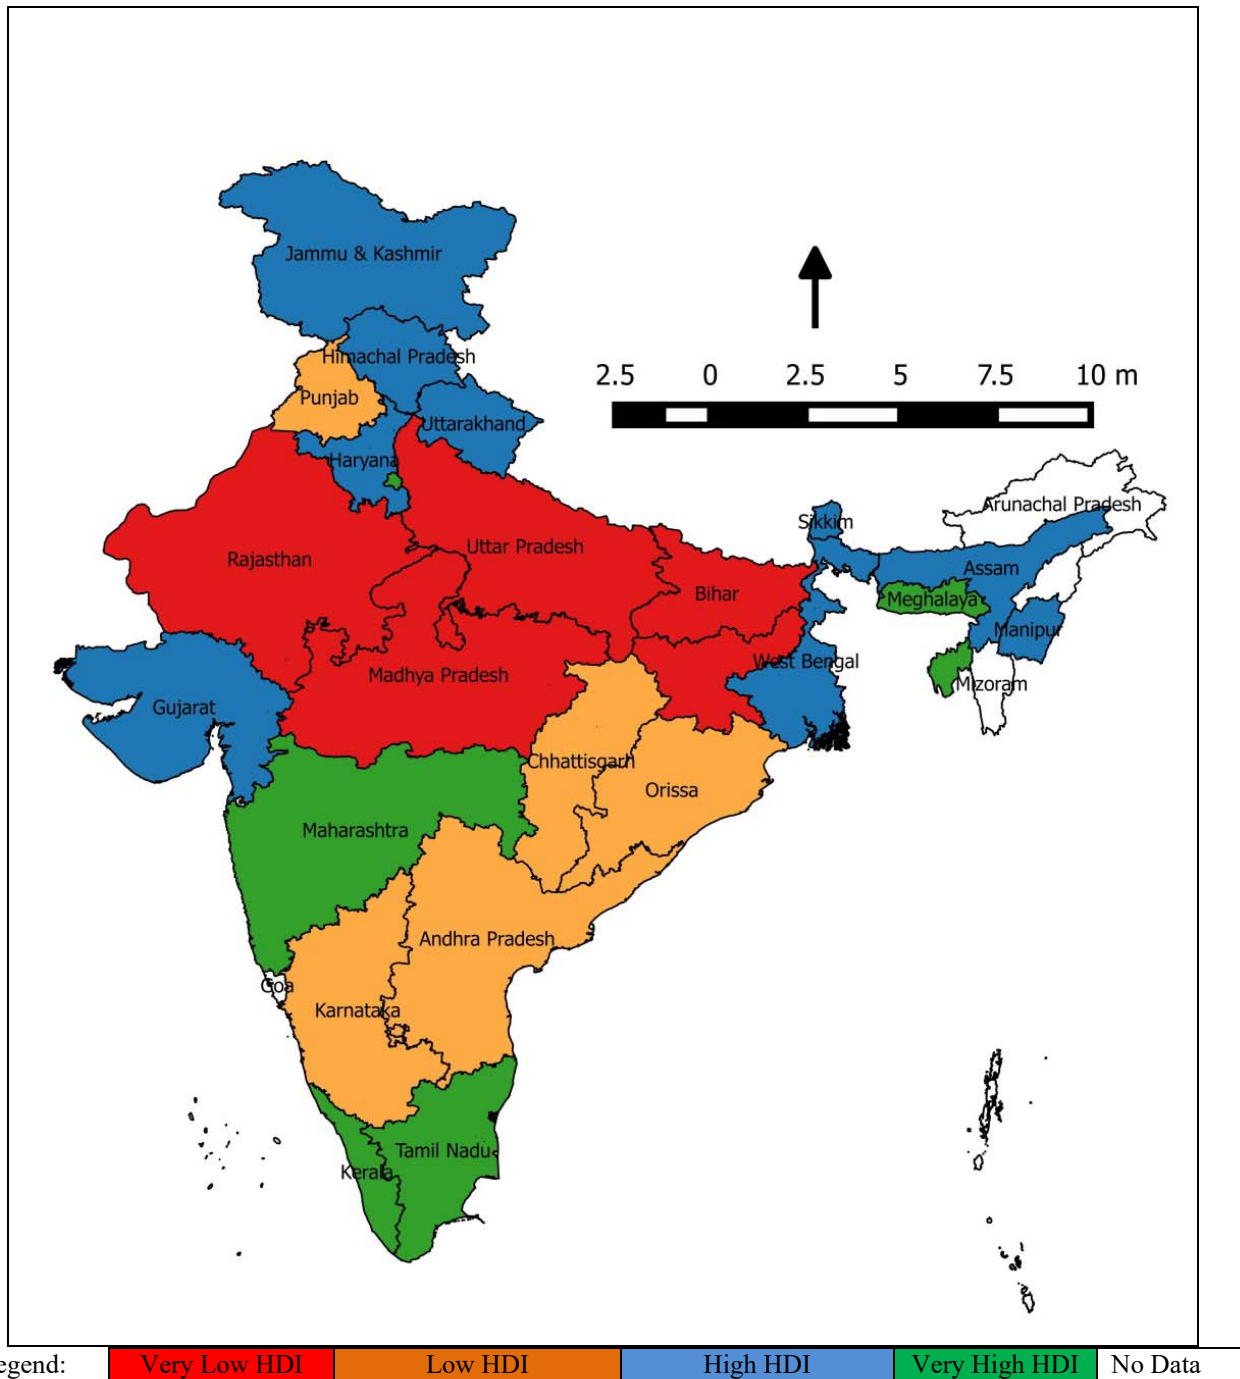 Jammu & Kashmir
Himachal Pradesh
2.5 0 2.5 5 7.5 10 m
Punjab
Uttarakhand
Haryana
Arunachal Pradesh
Sikkim
Uttar Pradesh
Rajasthan
Assam
Bihar
Meghalaya
Manipur
West Bengal
Madhya Pradesh
Mizoram
Gujarat
Chhattisgarh
Orissa
Maharashtra
Andhra Pradesh
Goa
Karnataka
Tamil Nadu
Kerala
egend: Very Low HDI Low HDI High HDI Very High HDI No Data